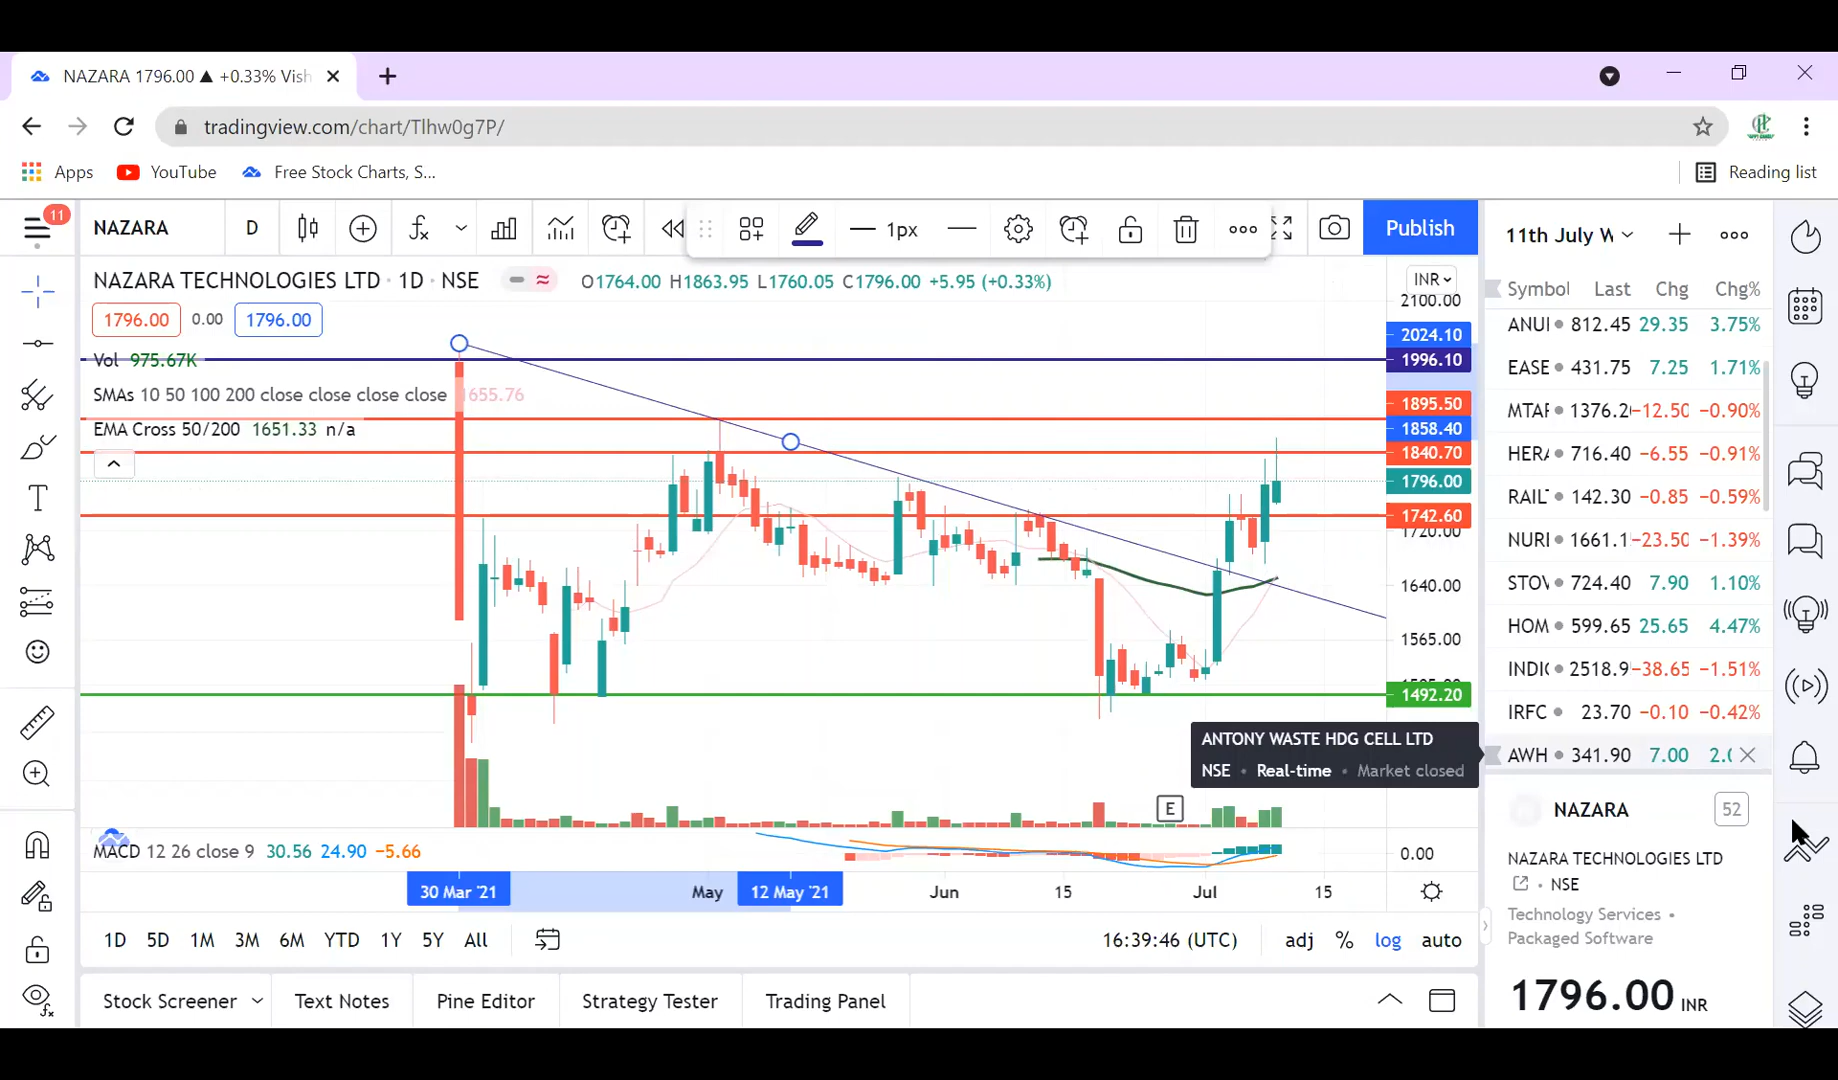 NAZARA 1796.00 ▲ +0.33% Vish
tradingview.com/chart/Tlhw0g7P/
Apps YouTube Free Stock Charts, S... Reading list
11 NAZARA D 1px Publish 11th July W
NAZARA TECHNOLOGIES LTD · 1D · NSE O1764.00 H1863.95 L1760.05 C1796.00 +5.95 (+0.33%) INR
1796.00 0.00 1796.00
Vol 975.67K
SMAs 10 50 100 200 close close close close 1655.76
EMA Cross 50/200 1651.33 n/a
2100.00
2024.10
1996.10
1895.50
1858.40
1840.70
1796.00
1742.60
1720.00
1640.00
1565.00
1492.20
E
MACD 12 26 close 9 30.56 24.90 −5.66 0.00
30 Mar '21 May 12 May '21 Jun 15 Jul 15
1D 5D 1M 3M 6M YTD 1Y 5Y All 16:39:46 (UTC) adj % log auto
Stock Screener Text Notes Pine Editor Strategy Tester Trading Panel
Symbol Last Chg Chg%
ANUI 812.45 29.35 3.75%
EASE 431.75 7.25 1.71%
MTAF 1376.2 −12.50 −0.90%
HERA 716.40 −6.55 −0.91%
RAIL 142.30 −0.85 −0.59%
NURI 1661.1 −23.50 −1.39%
STOV 724.40 7.90 1.10%
HOM 599.65 25.65 4.47%
INDIC 2518.9 −38.65 −1.51%
IRFC 23.70 −0.10 −0.42%
AWH 341.90 7.00 2.0
ANTONY WASTE HDG CELL LTD
NSE • Real-time • Market closed
NAZARA 52
NAZARA TECHNOLOGIES LTD
• NSE
Technology Services •
Packaged Software
1796.00 INR